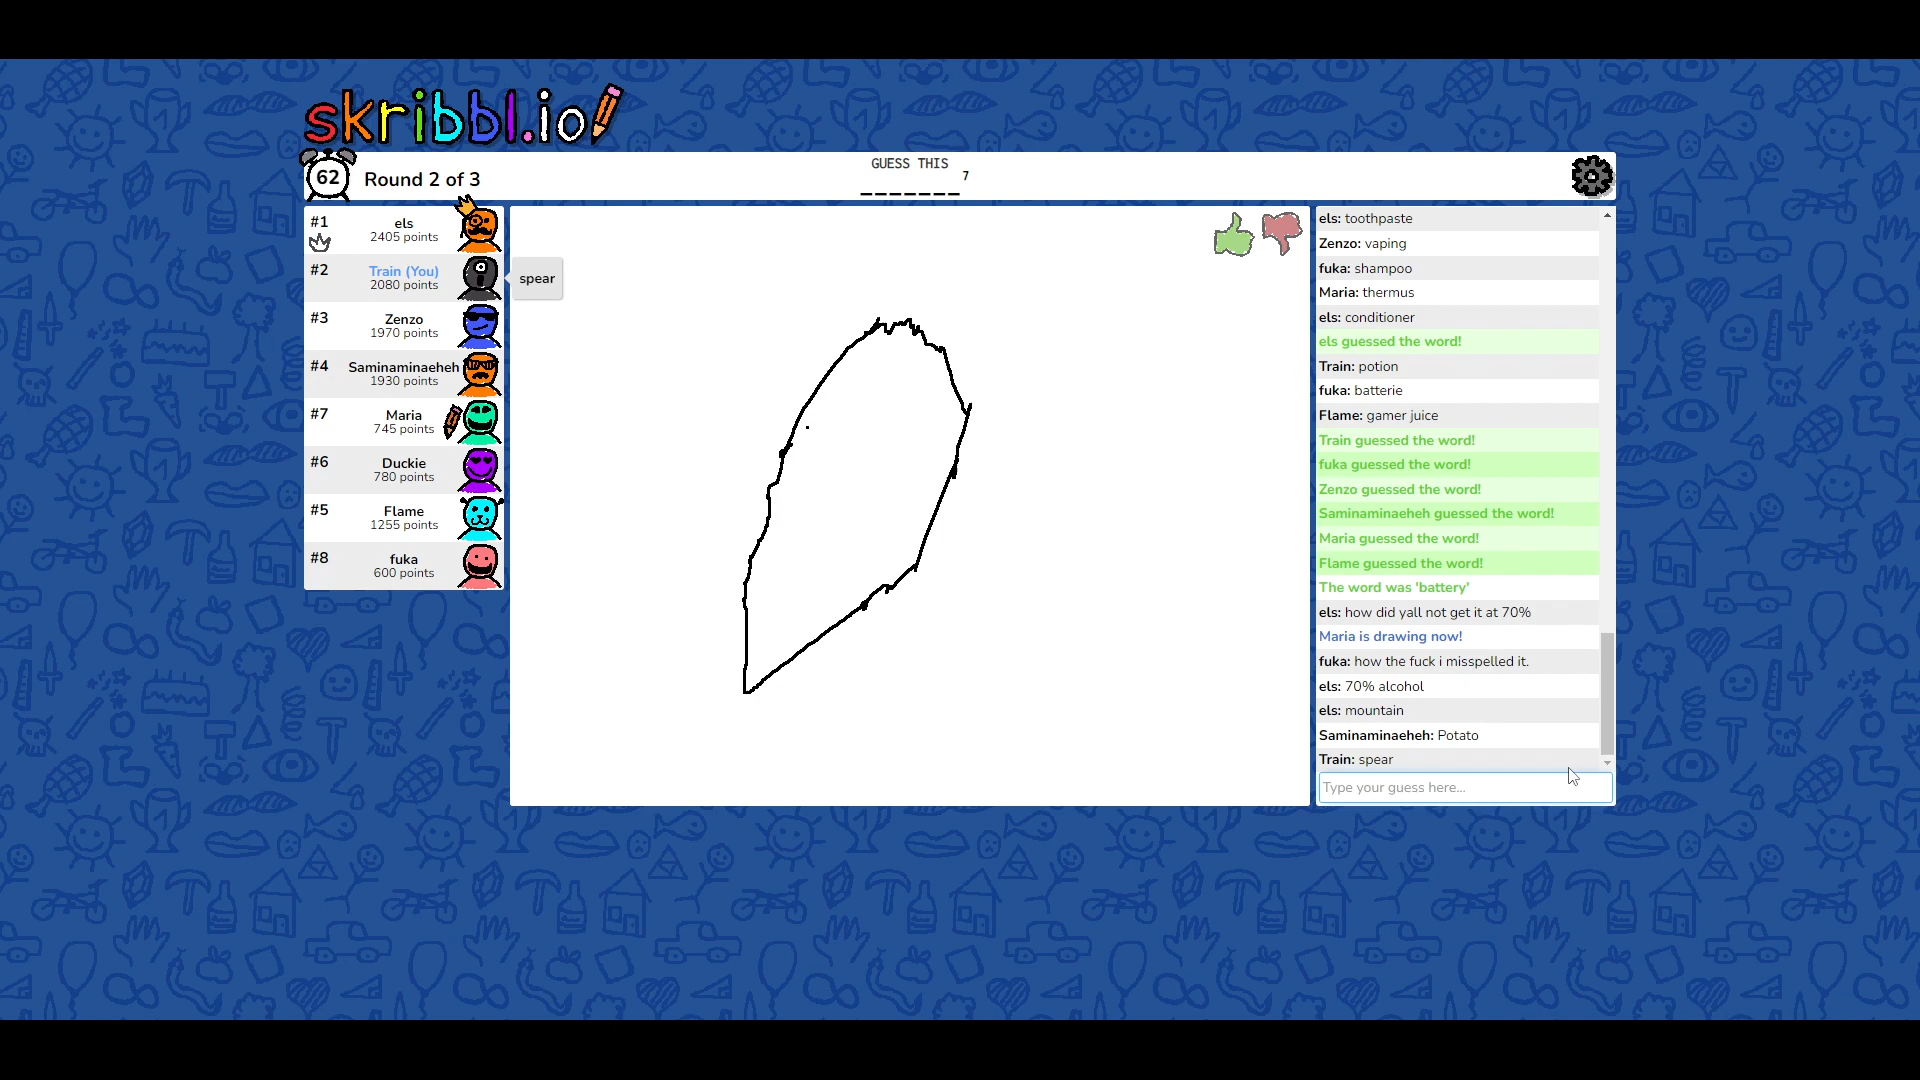 skribbl.io
62
Round 2 of 3
GUESS THIS
_______ 7
#1
els
2405 points
#2
Train (You)
2080 points
spear
#3
Zenzo
1970 points
#4
Saminaminaeheh
1930 points
#7
Maria
745 points
#6
Duckie
780 points
#5
Flame
1255 points
#8
fuka
600 points
els: toothpaste
Zenzo: vaping
fuka: shampoo
Maria: thermus
els: conditioner
els guessed the word!
Train: potion
fuka: batterie
Flame: gamer juice
Train guessed the word!
fuka guessed the word!
Zenzo guessed the word!
Saminaminaeheh guessed the word!
Maria guessed the word!
Flame guessed the word!
The word was 'battery'
els: how did yall not get it at 70%
Maria is drawing now!
fuka: how the fuck i misspelled it.
els: 70% alcohol
els: mountain
Saminaminaeheh: Potato
Train: spear
Type your guess here...